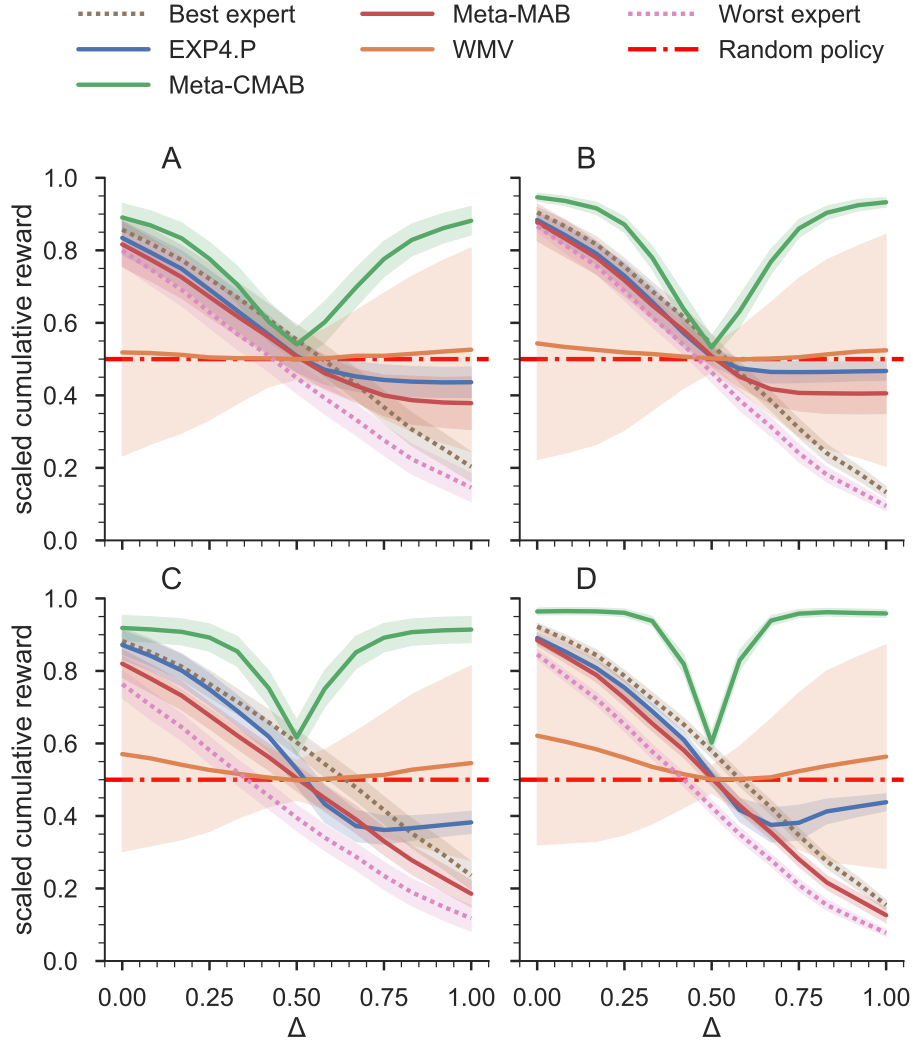 Best expert
Meta-MAB
Worst expert
EXP4.P
WMV
Random policy
Meta-CMAB
A
B
scaled cumulative reward
1.0
0.8
0.6
0.4
0.2
0.0
C
D
scaled cumulative reward
1.0
0.8
0.6
0.4
0.2
0.0
0.00 0.25 0.50 0.75 1.00
0.00 0.25 0.50 0.75 1.00
Δ
Δ